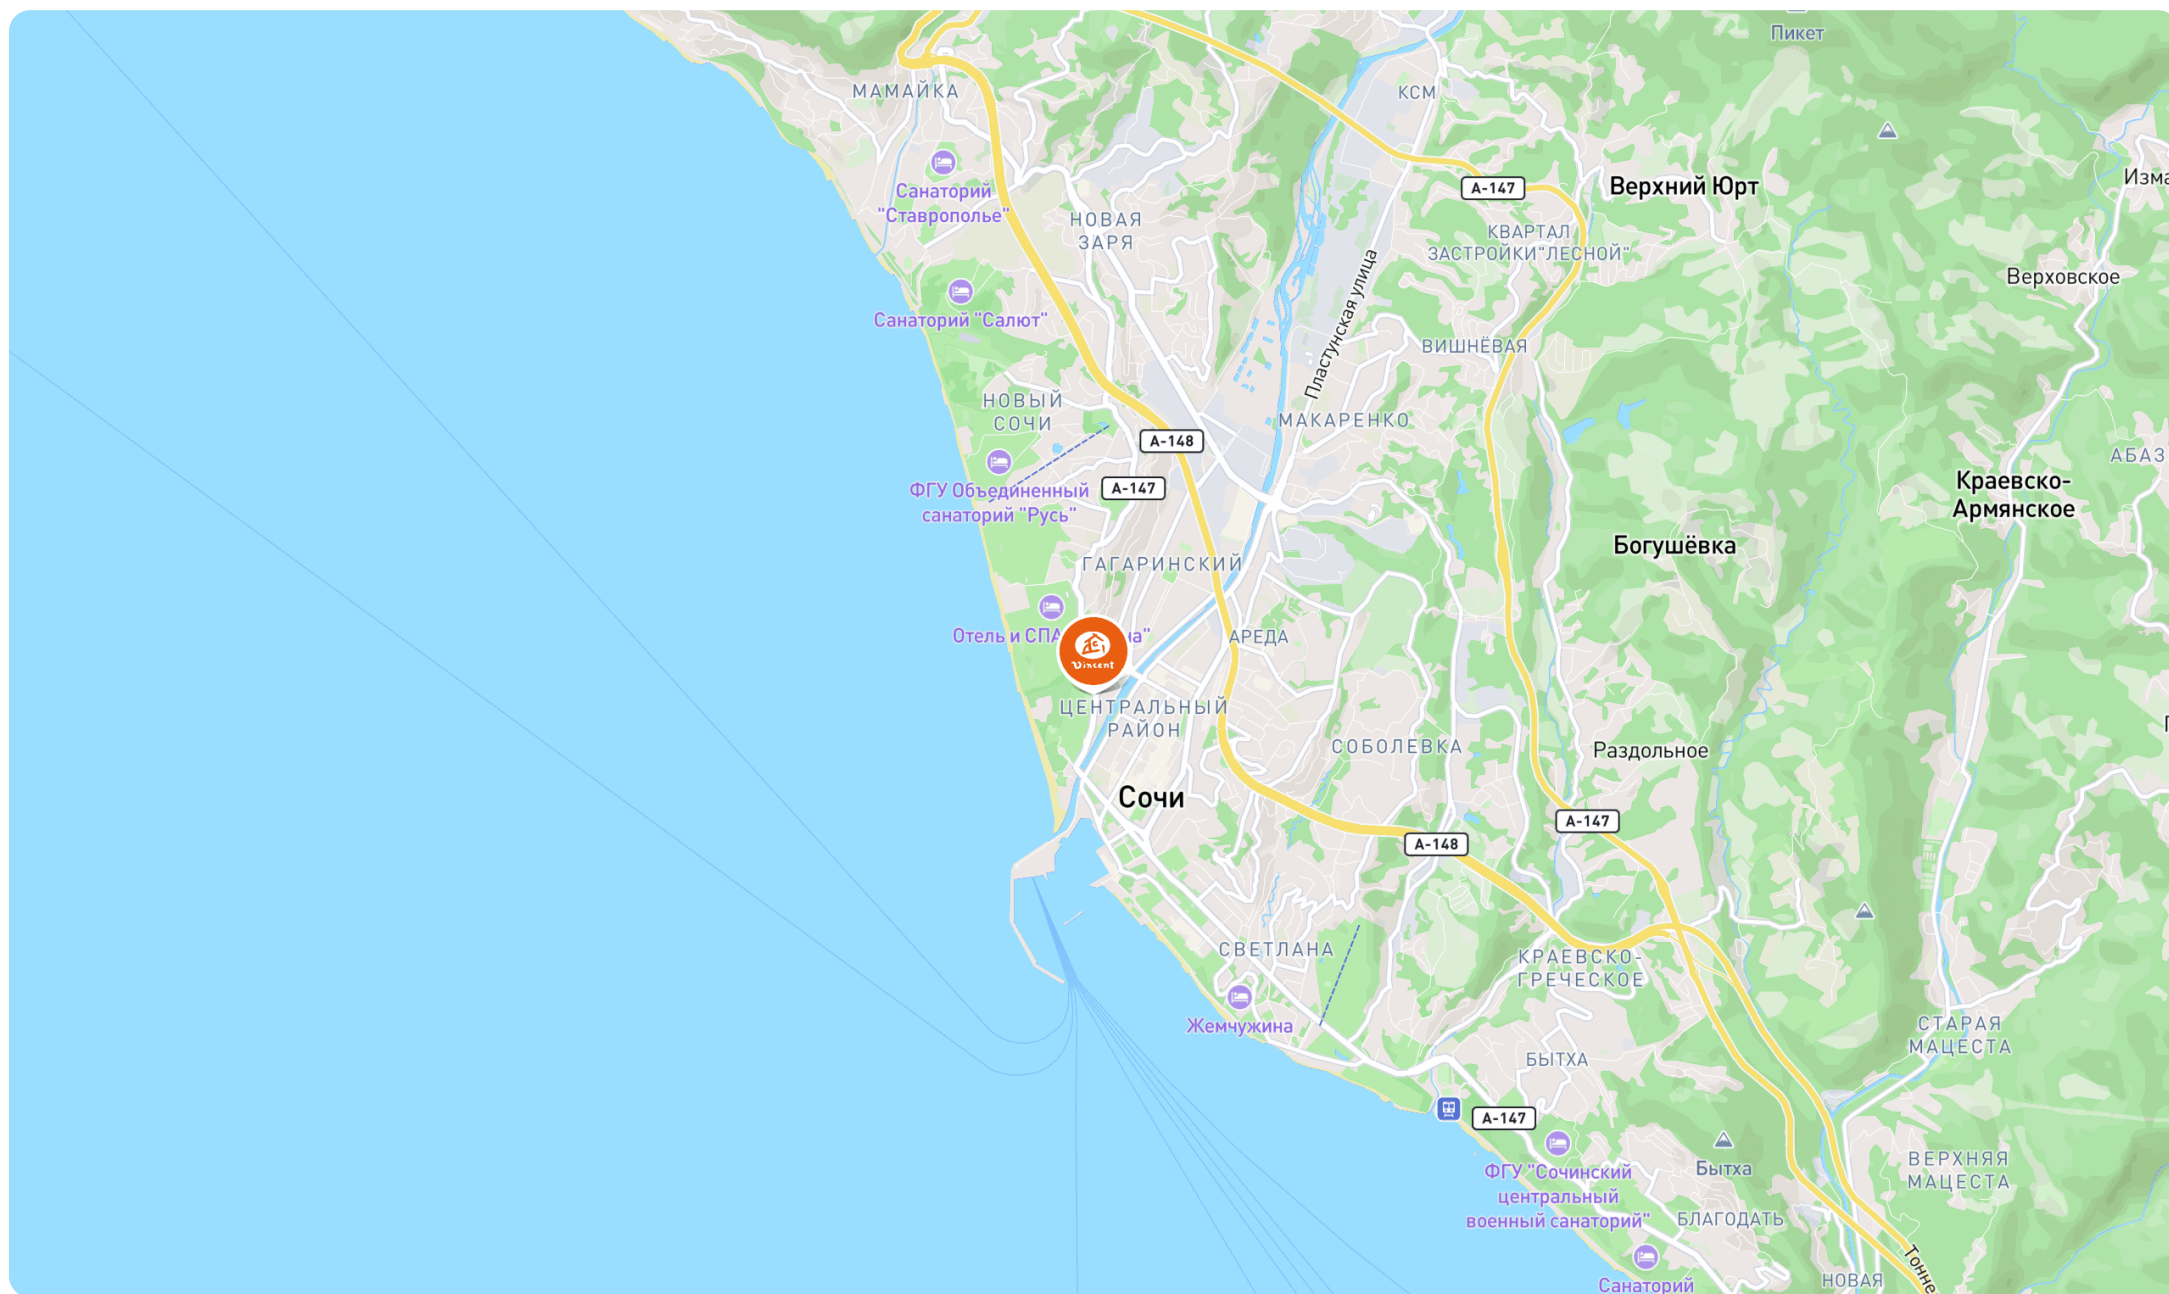 Пикет
МАМАЙКА
КСМ
Санаторий
"Ставрополье"
А-147
Верхний Юрт
НОВАЯ
ЗАРЯ
КВАРТАЛ
ЗАСТРОЙКИ"ЛЕСНОЙ"
Изма
Верховское
Санаторий "Салют"
Пластунская улица
ВИШНЁВАЯ
НОВЫЙ
СОЧИ
МАКАРЕНКО
А-148
АБАЗ
ФГУ Объединенный
санаторий "Русь"
А-147
Краевско-
Армянское
Богушёвка
ГАГАРИНСКИЙ
Отель и СПА
на"
Vincent
АРЕДА
ЦЕНТРАЛЬНЫЙ
РАЙОН
СОБОЛЕВКА
Раздольное
Сочи
А-147
А-148
СВЕТЛАНА
КРАЕВСКО-
ГРЕЧЕСКОЕ
Жемчужина
СТАРАЯ
МАЦЕСТА
БЫТХА
А-147
ФГУ "Сочинский
центральный
военный санаторий"
Бытха
ВЕРХНЯЯ
МАЦЕСТА
БЛАГОДАТЬ
Санаторий
НОВАЯ
Тонне